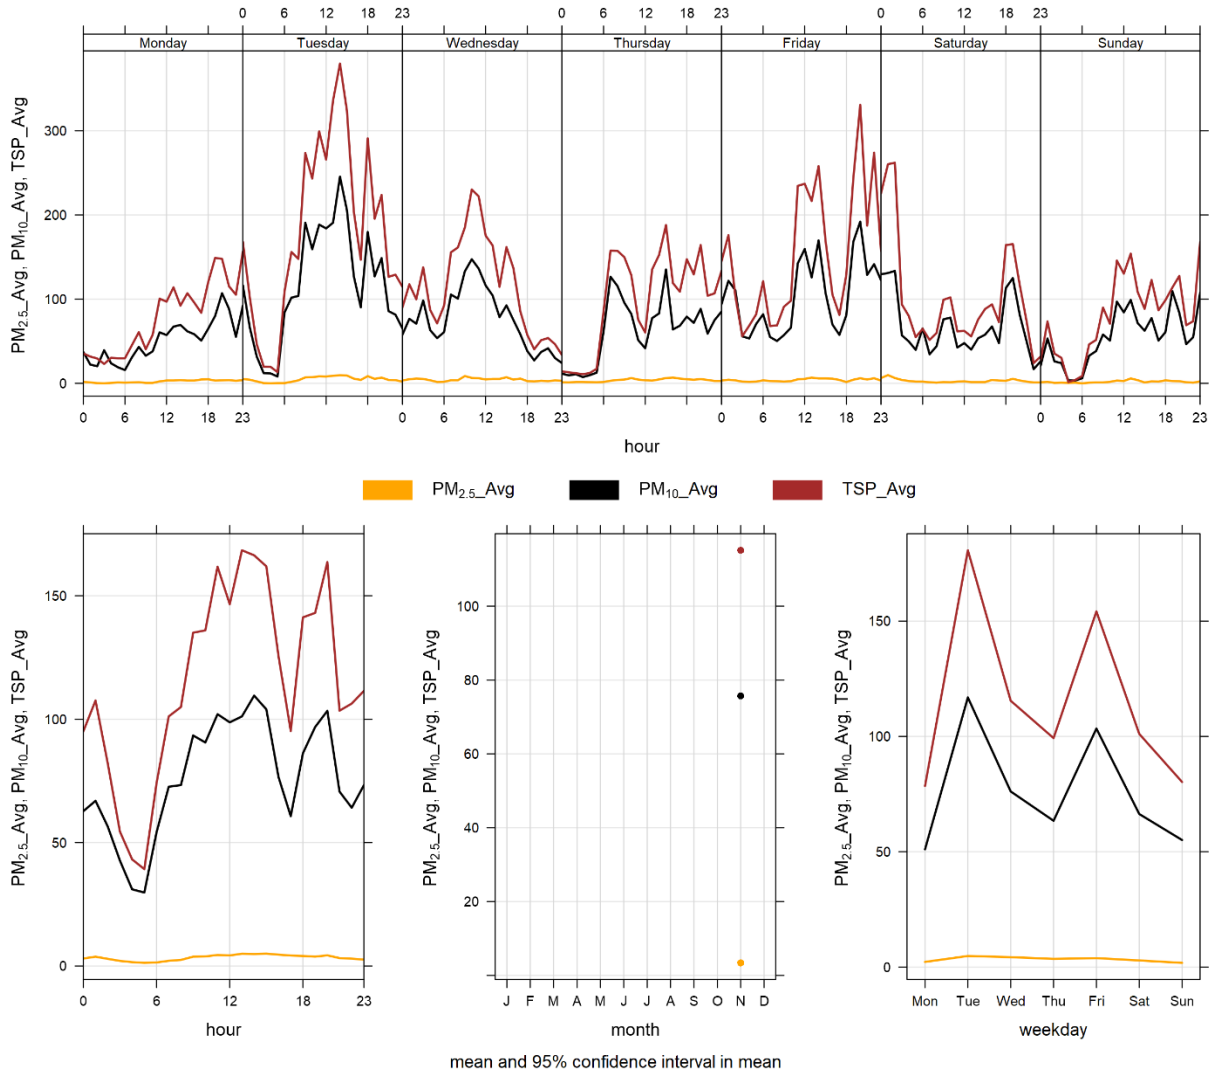 0 6 12 18 23 0 6 12 18 23 0 6 12 18 23
Monday Tuesday Wednesday Thursday Friday Saturday Sunday
PM2.5_Avg, PM10_Avg, TSP_Avg
300
200
100
0
0 6 12 18 23 0 6 12 18 23 0 6 12 18 23 0 6 12 18 23
hour
PM2.5_Avg PM10_Avg TSP_Avg
PM2.5_Avg, PM10_Avg, TSP_Avg
150
100
50
0
0 6 12 18 23
hour
PM2.5_Avg, PM10_Avg, TSP_Avg
100
80
60
40
20
J F M A M J J A S O N D
month
PM2.5_Avg, PM10_Avg, TSP_Avg
150
100
50
0
Mon Tue Wed Thu Fri Sat Sun
weekday
mean and 95% confidence interval in mean